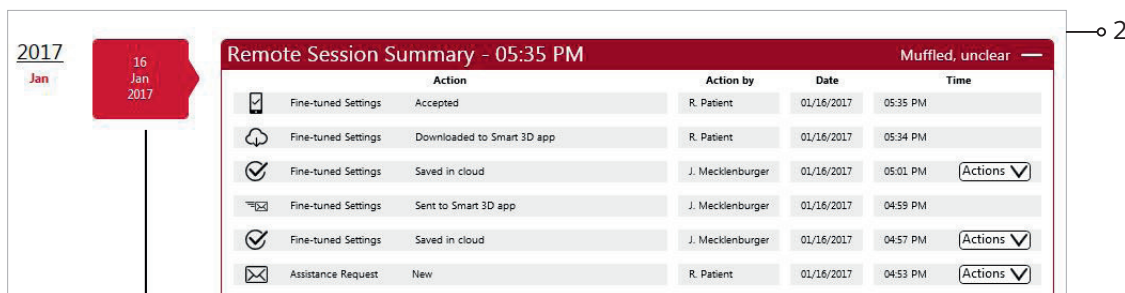 2
2017
Jan
16
Jan
2017
Remote Session Summary - 05:35 PM Muffled, unclear
Action Action by Date Time
Fine-tuned Settings Accepted R. Patient 01/16/2017 05:35 PM
Fine-tuned Settings Downloaded to Smart 3D app R. Patient 01/16/2017 05:34 PM
Fine-tuned Settings Saved in cloud J. Mecklenburger 01/16/2017 05:01 PM Actions
Fine-tuned Settings Sent to Smart 3D app J. Mecklenburger 01/16/2017 04:59 PM
Fine-tuned Settings Saved in cloud J. Mecklenburger 01/16/2017 04:57 PM Actions
Assistance Request New R. Patient 01/16/2017 04:53 PM Actions